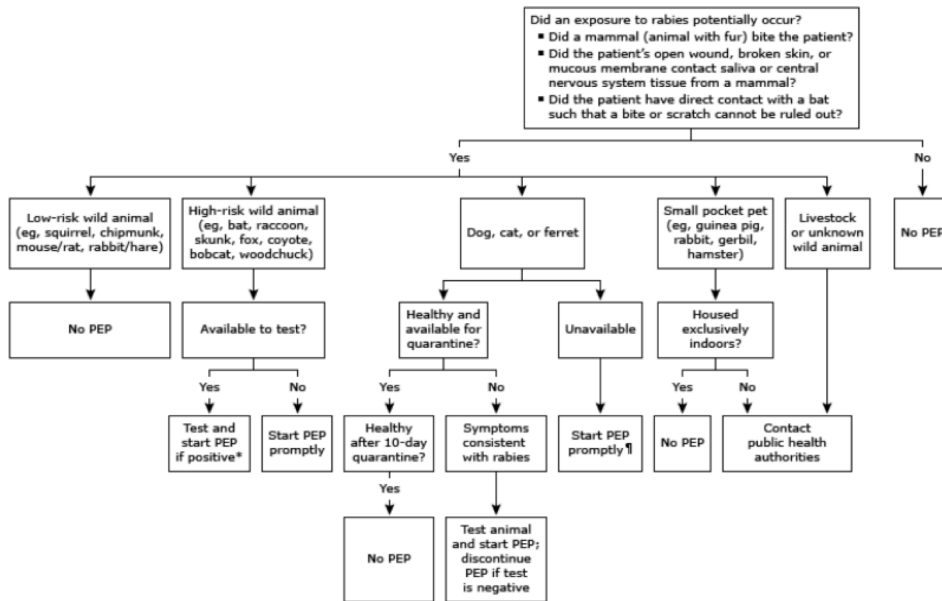 Did an exposure to rabies potentially occur?
▪ Did a mammal (animal with fur) bite the patient?
▪ Did the patient's open wound, broken skin, or
mucous membrane contact saliva or central
nervous system tissue from a mammal?
▪ Did the patient have direct contact with a bat
such that a bite or scratch cannot be ruled out?
Yes
No
Low-risk wild animal
(eg, squirrel, chipmunk,
mouse/rat, rabbit/hare)
High-risk wild animal
(eg, bat, raccoon,
skunk, fox, coyote,
bobcat, woodchuck)
Dog, cat, or ferret
Small pocket pet
(eg, guinea pig,
rabbit, gerbil,
hamster)
Livestock
or unknown
wild animal
No PEP
No PEP
Available to test?
Healthy and
available for
quarantine?
Unavailable
Housed
exclusively
indoors?
Yes
No
Yes
No
Yes
No
Test and
start PEP
if positive*
Start PEP
promptly
Healthy
after 10-day
quarantine?
Symptoms
consistent
with rabies
Start PEP
promptly¶
No PEP
Contact
public health
authorities
Yes
No PEP
Test animal
and start PEP;
discontinue
PEP if test
is negative